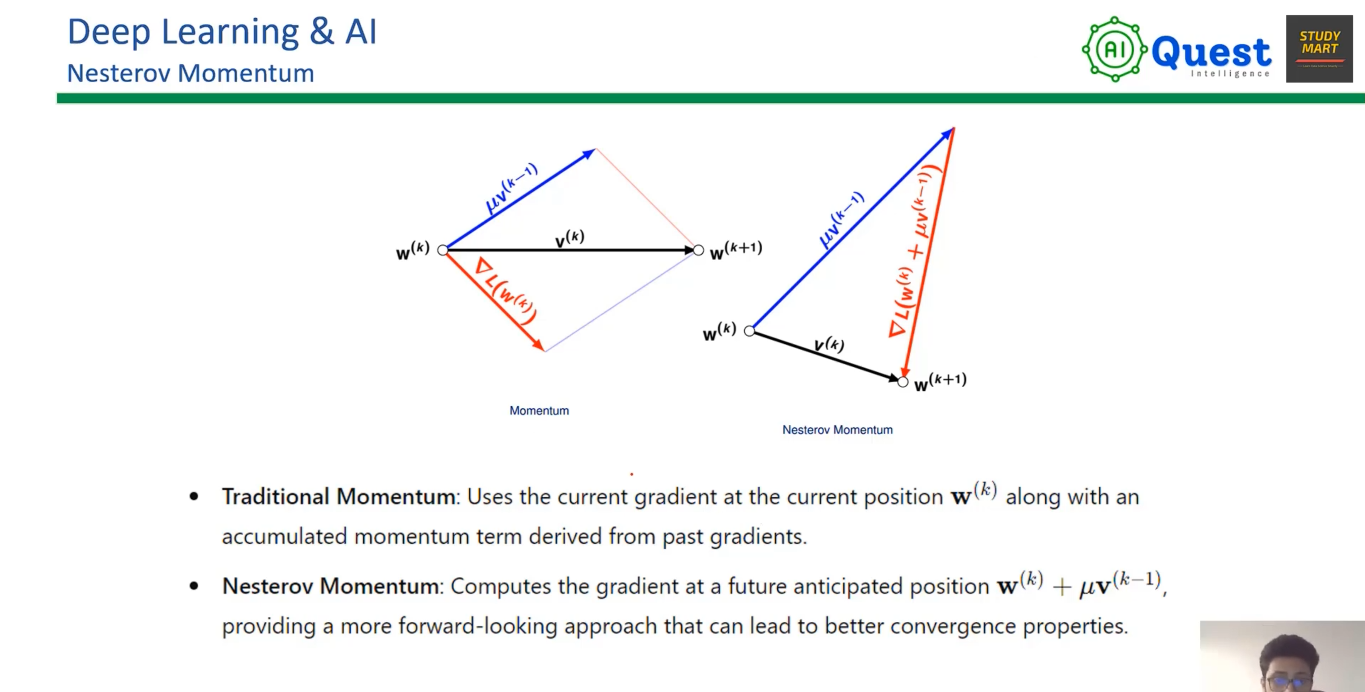 Deep Learning & AI
Nesterov Momentum
AI Quest
Intelligence
STUDY
MART
μv(k−1)
w(k)
v(k)
w(k+1)
∇L(w(k))
Momentum
μv(k−1)
∇L(w(k) + μv(k−1))
w(k)
v(k)
w(k+1)
Nesterov Momentum
• Traditional Momentum: Uses the current gradient at the current position w(k) along with an
accumulated momentum term derived from past gradients.
• Nesterov Momentum: Computes the gradient at a future anticipated position w(k) + μv(k−1),
providing a more forward-looking approach that can lead to better convergence properties.